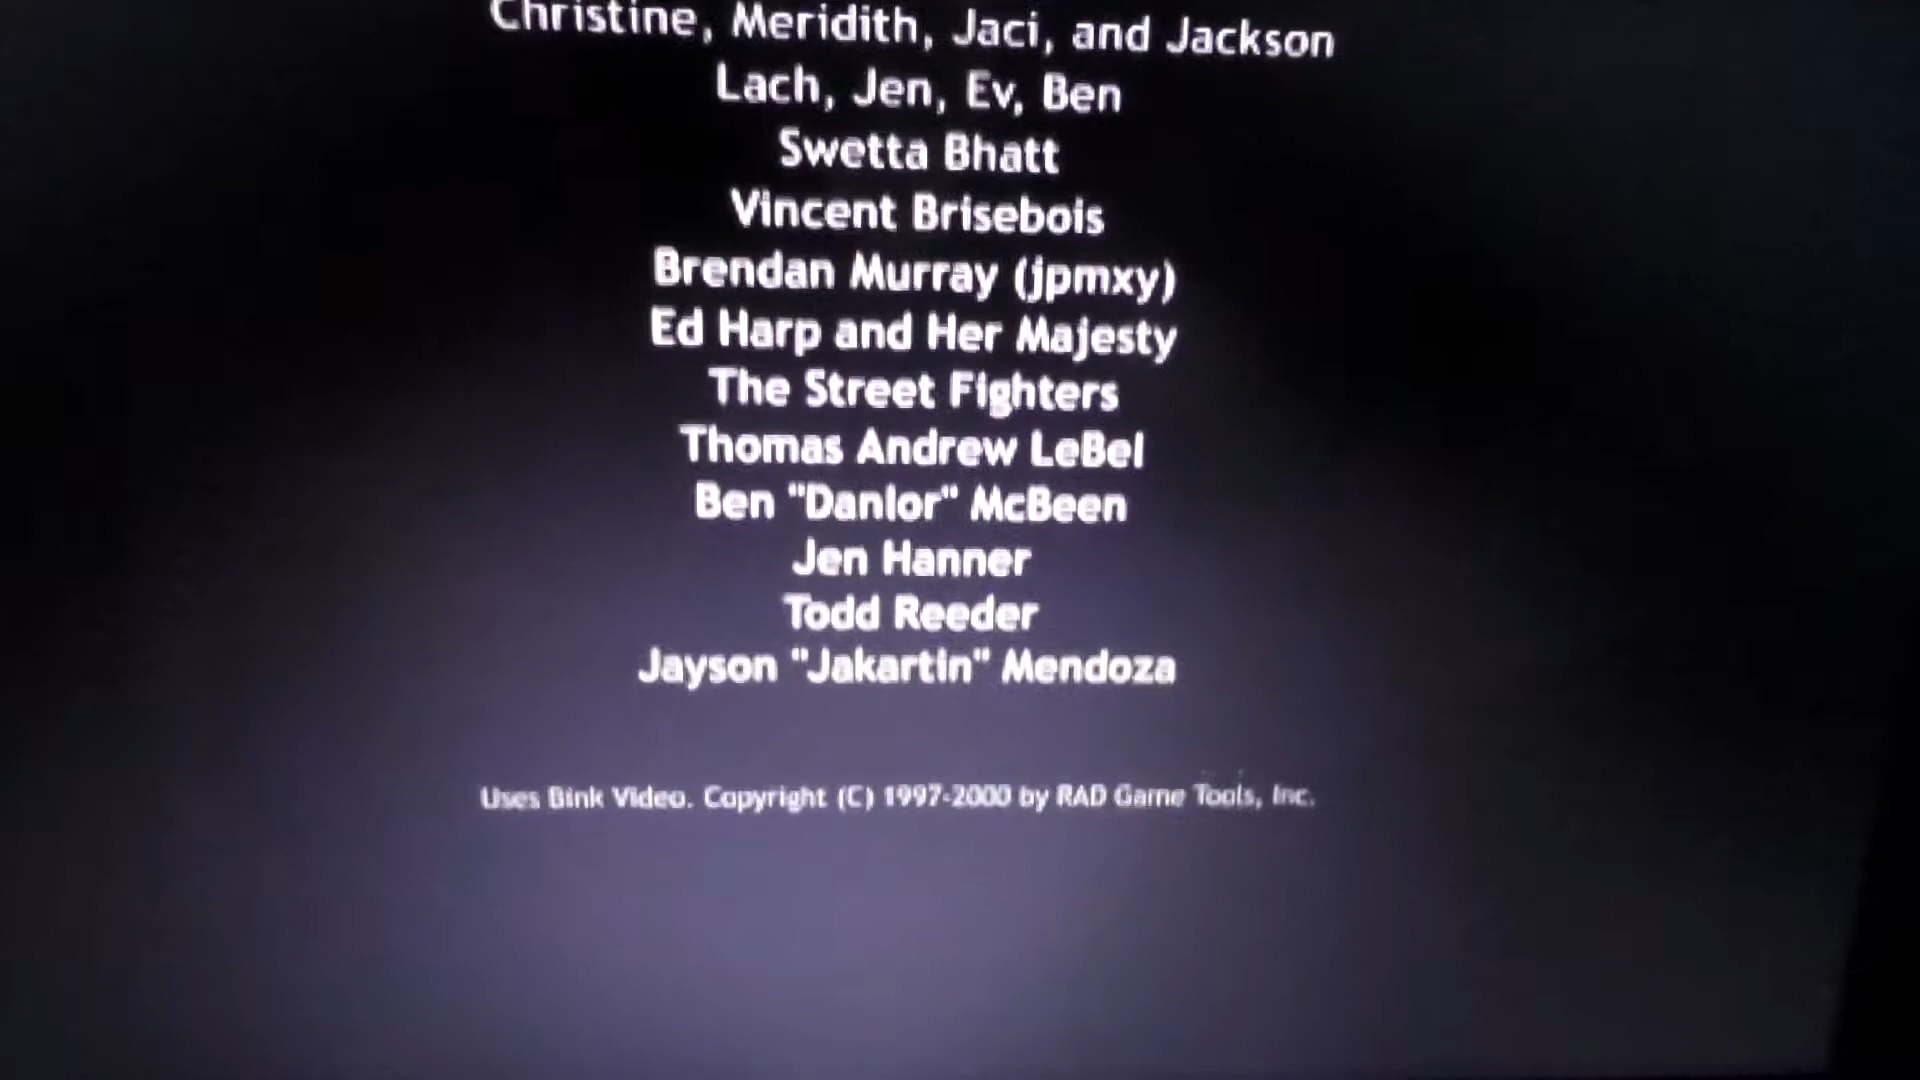 Christine, Meridith, Jaci, and Jackson
Lach, Jen, Ev, Ben
Swetta Bhatt
Vincent Brisebois
Brendan Murray (jpmxy)
Ed Harp and Her Majesty
The Street Fighters
Thomas Andrew LeBel
Ben "Danlor" McBeen
Jen Hanner
Todd Reeder
Jayson "Jakartin" Mendoza
Uses Bink Video. Copyright (C) 1997-2000 by RAD Game Tools, Inc.